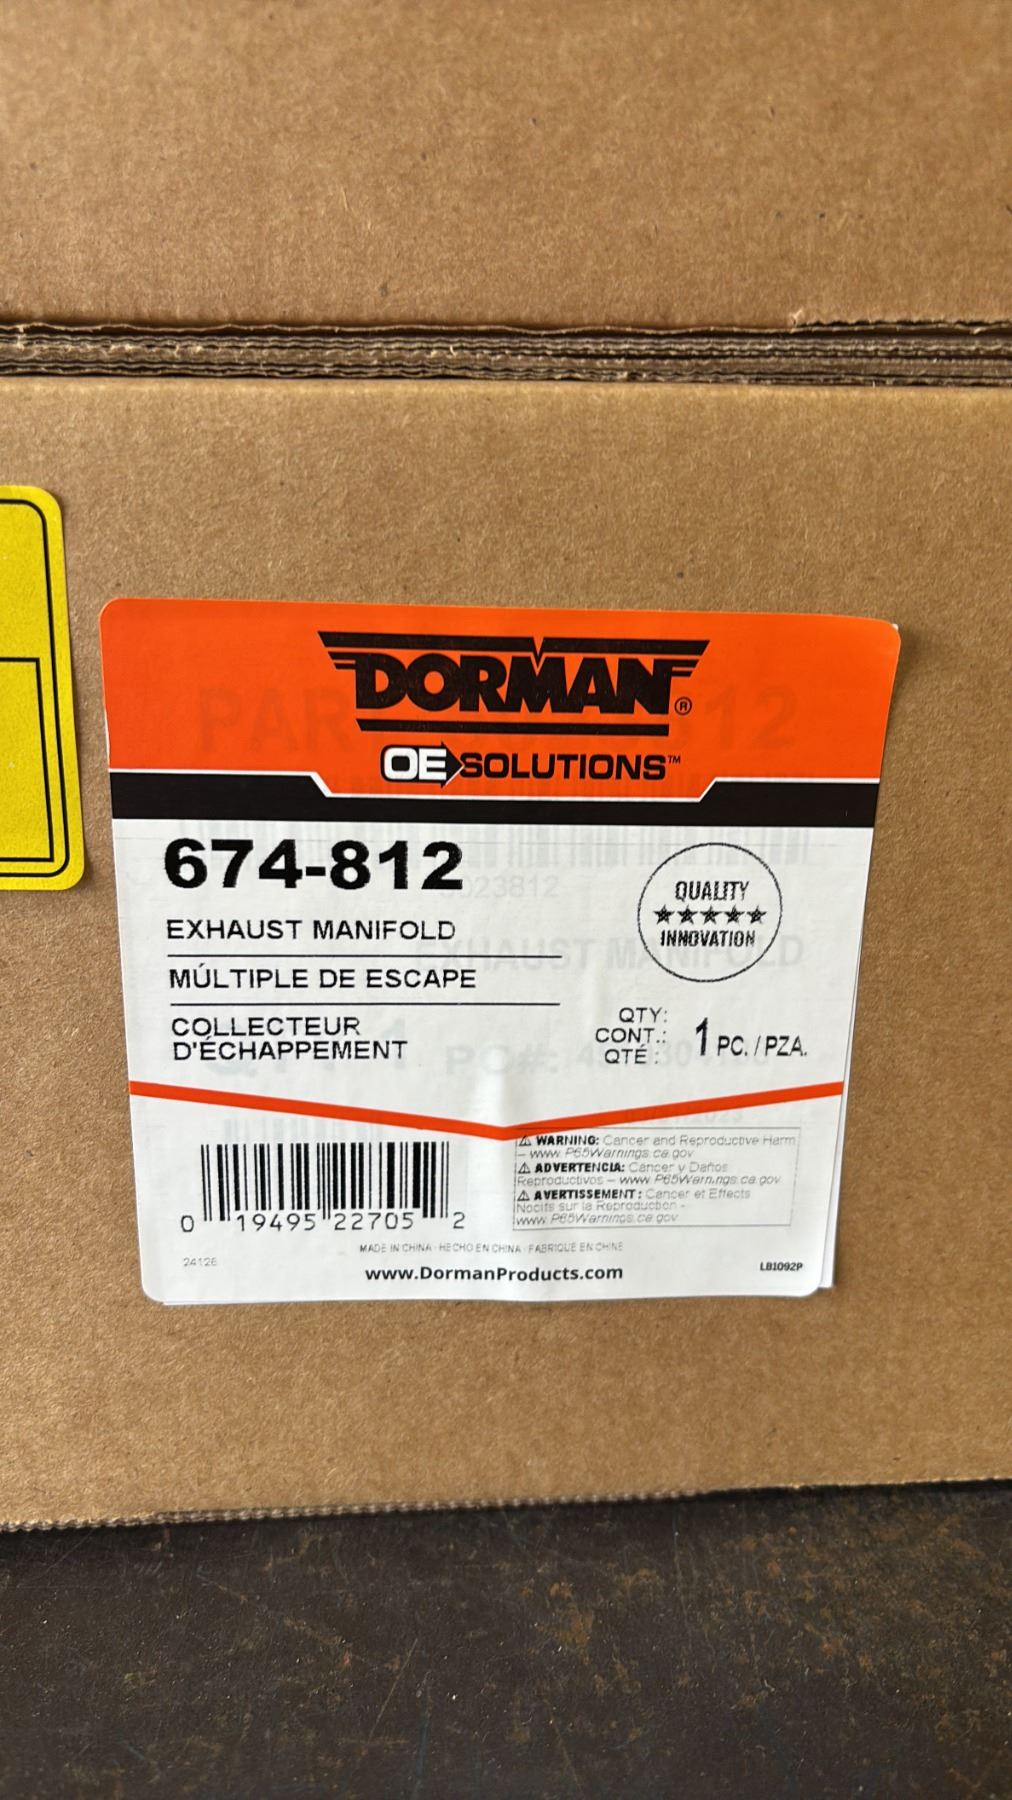 DORMAN®
OE SOLUTIONS™
674-812
EXHAUST MANIFOLD
MÚLTIPLE DE ESCAPE
COLLECTEUR
D'ÉCHAPPEMENT
QUALITY
★★★★★
INNOVATION
QTY:
CONT.:
QTÉ :
1 PC. / PZA.
⚠ WARNING: Cancer and Reproductive Harm
– www.P65Warnings.ca.gov
⚠ ADVERTENCIA: Cáncer y Daños
Reproductivos – www.P65Warnings.ca.gov
⚠ AVERTISSEMENT : Cancer et Effects
Nocifs sur la Reproduction -
www.P65Warnings.ca.gov
0 19495 22705 2
MADE IN CHINA · HECHO EN CHINA · FABRIQUÉ EN CHINE
24126
www.DormanProducts.com
LB1092P